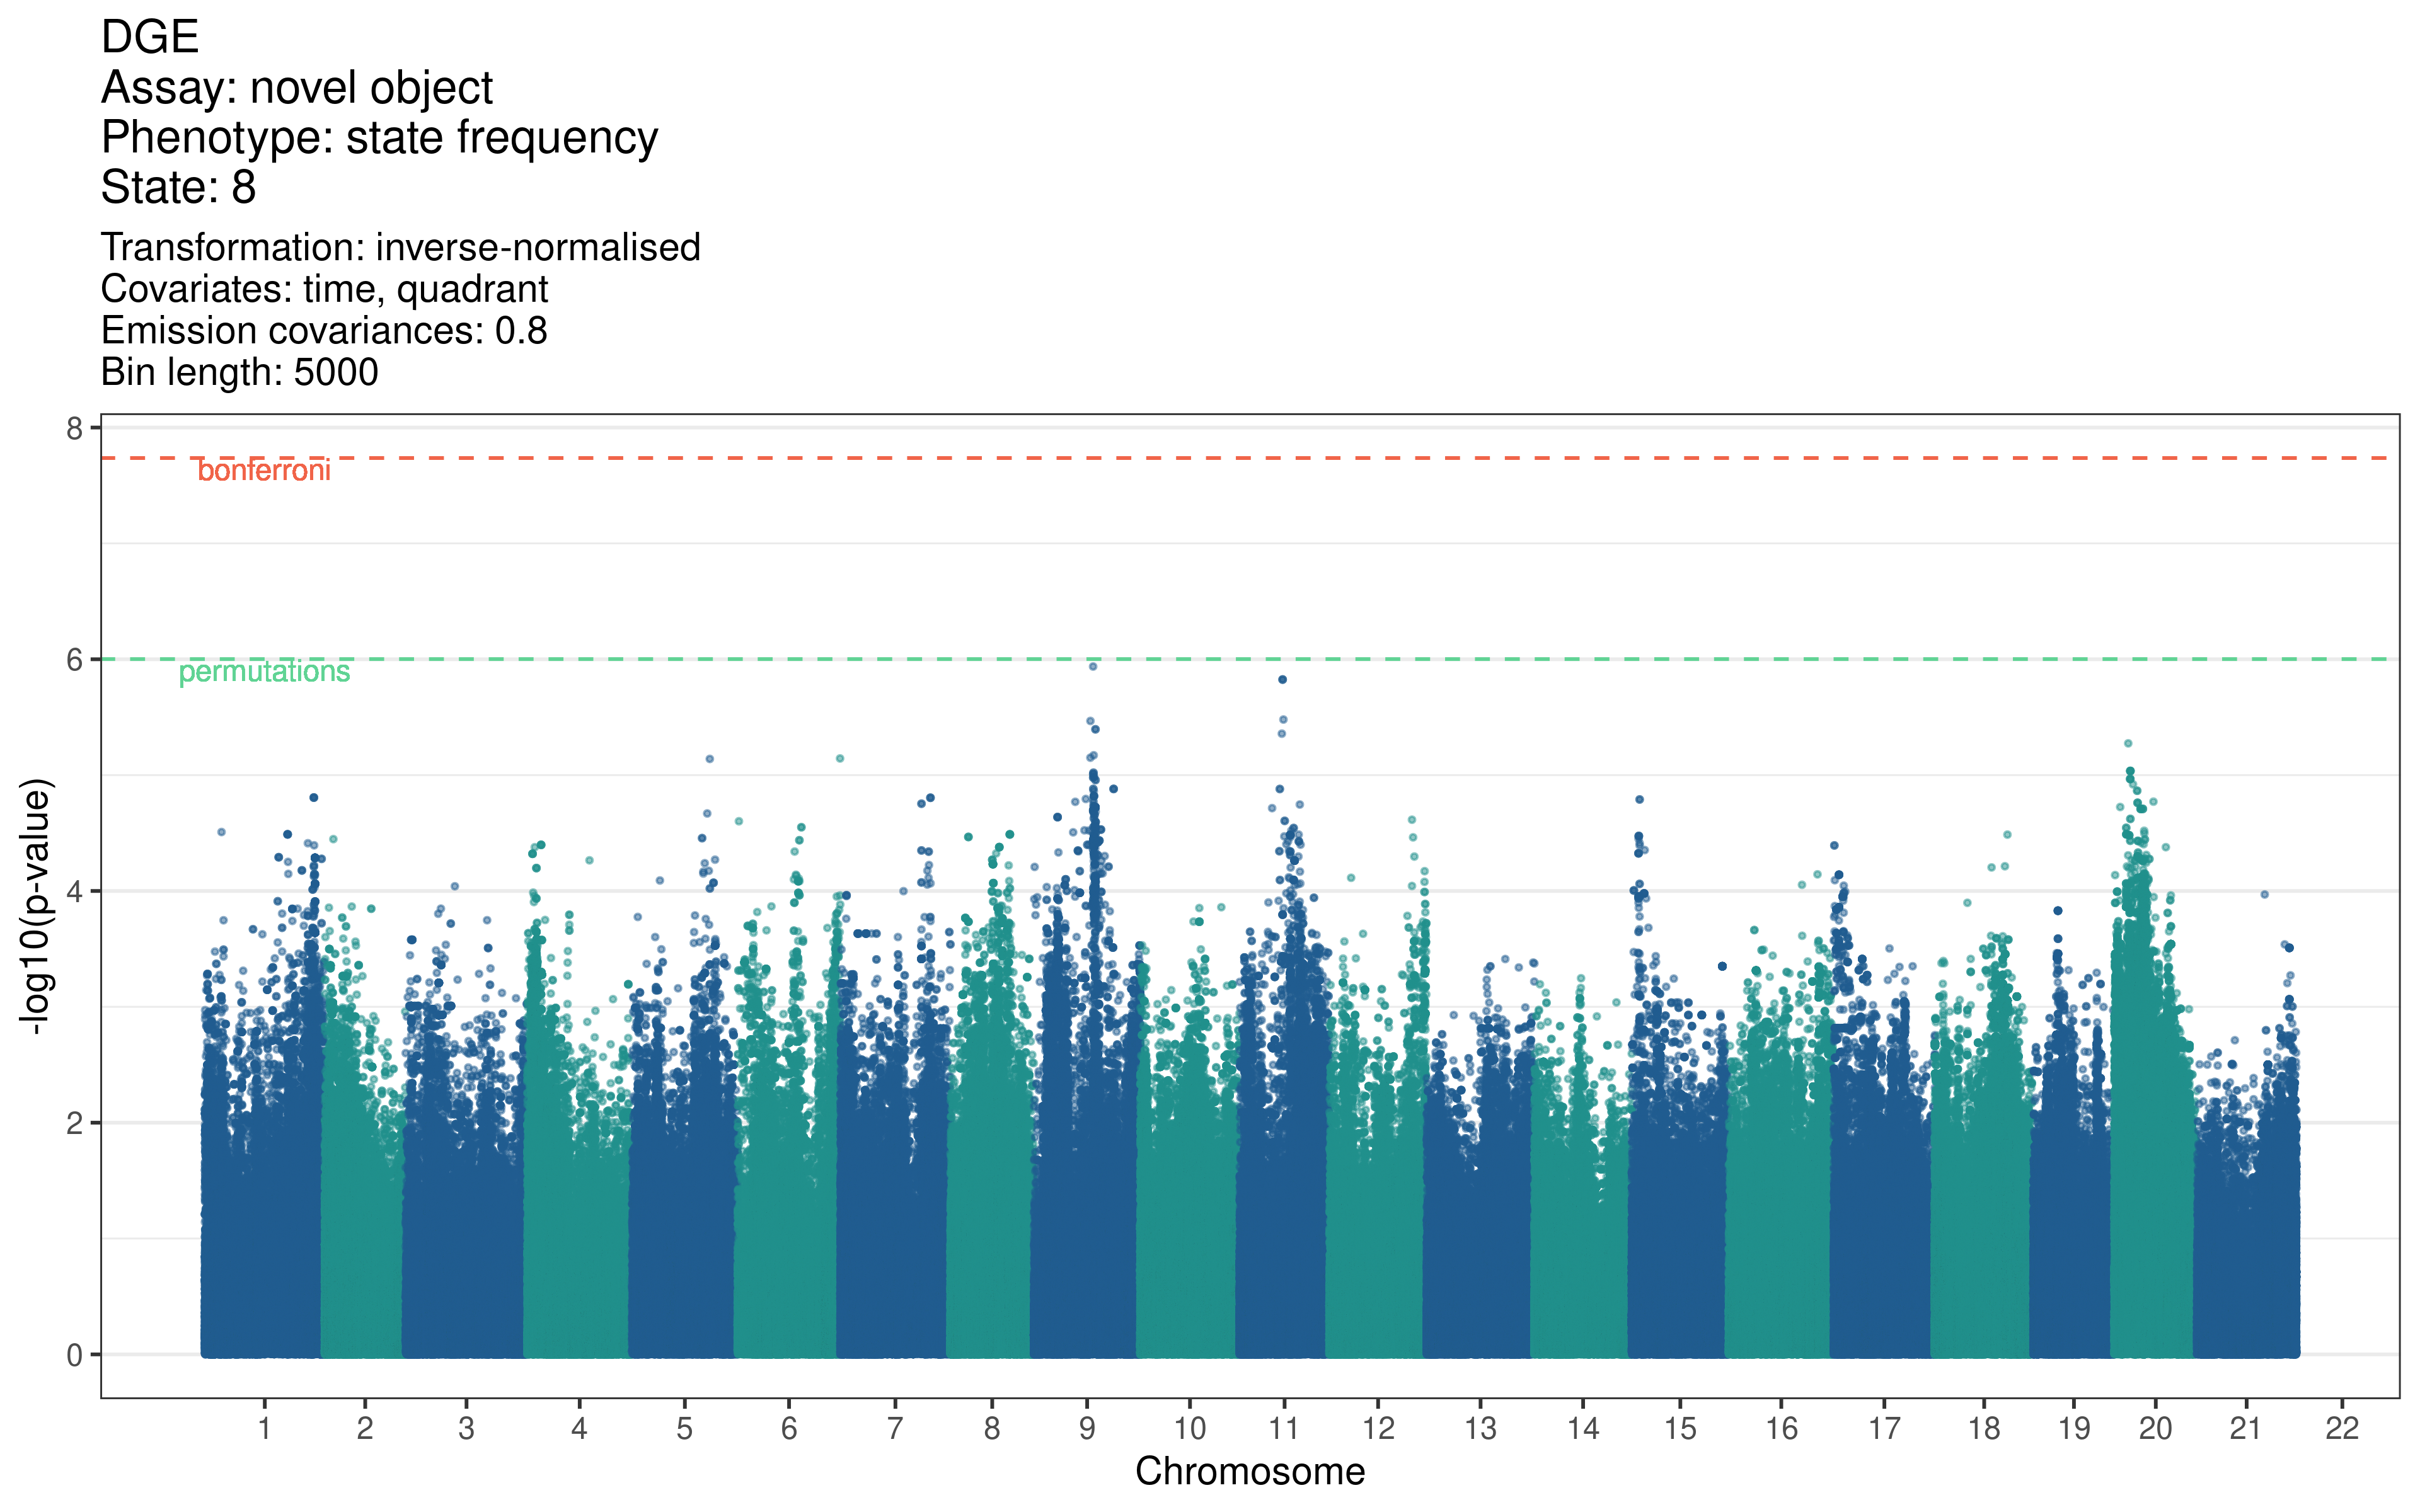 DGE
Assay: novel object
Phenotype: state frequency
State: 8
Transformation: inverse-normalised
Covariates: time, quadrant
Emission covariances: 0.8
Bin length: 5000
8
bonferroni
6
permutations
4
2
0
-log10(p-value)
1 2 3 4 5 6 7 8 9 10 11 12 13 14 15 16 17 18 19 20 21 22
Chromosome